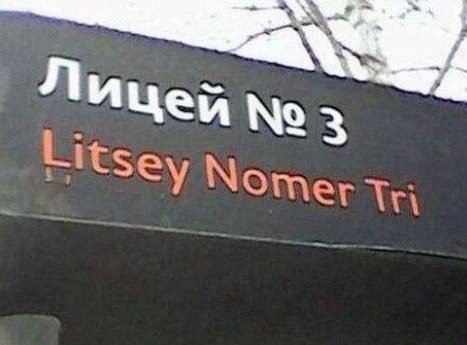 Лицей № 3
Litsey Nomer Tri